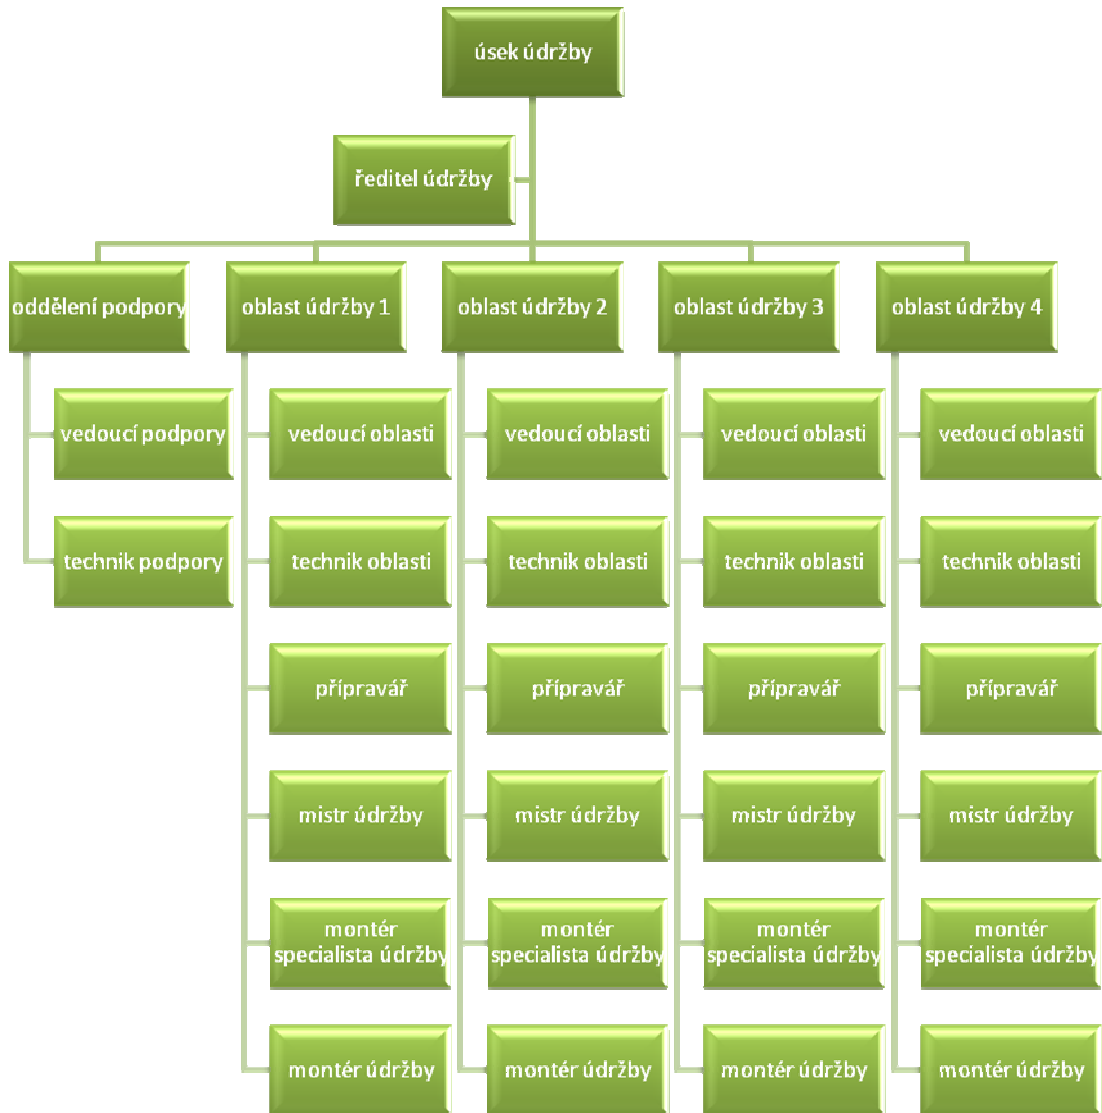 úsek údržby
ředitel údržby
oddělení podpory
oblast údržby 1
oblast údržby 2
oblast údržby 3
oblast údržby 4
vedoucí podpory
vedoucí oblasti
vedoucí oblasti
vedoucí oblasti
vedoucí oblasti
technik podpory
technik oblasti
technik oblasti
technik oblasti
technik oblasti
přípravář
přípravář
přípravář
přípravář
mistr údržby
mistr údržby
mistr údržby
mistr údržby
montér
specialista údržby
montér
specialista údržby
montér
specialista údržby
montér
specialista údržby
montér údržby
montér údržby
montér údržby
montér údržby